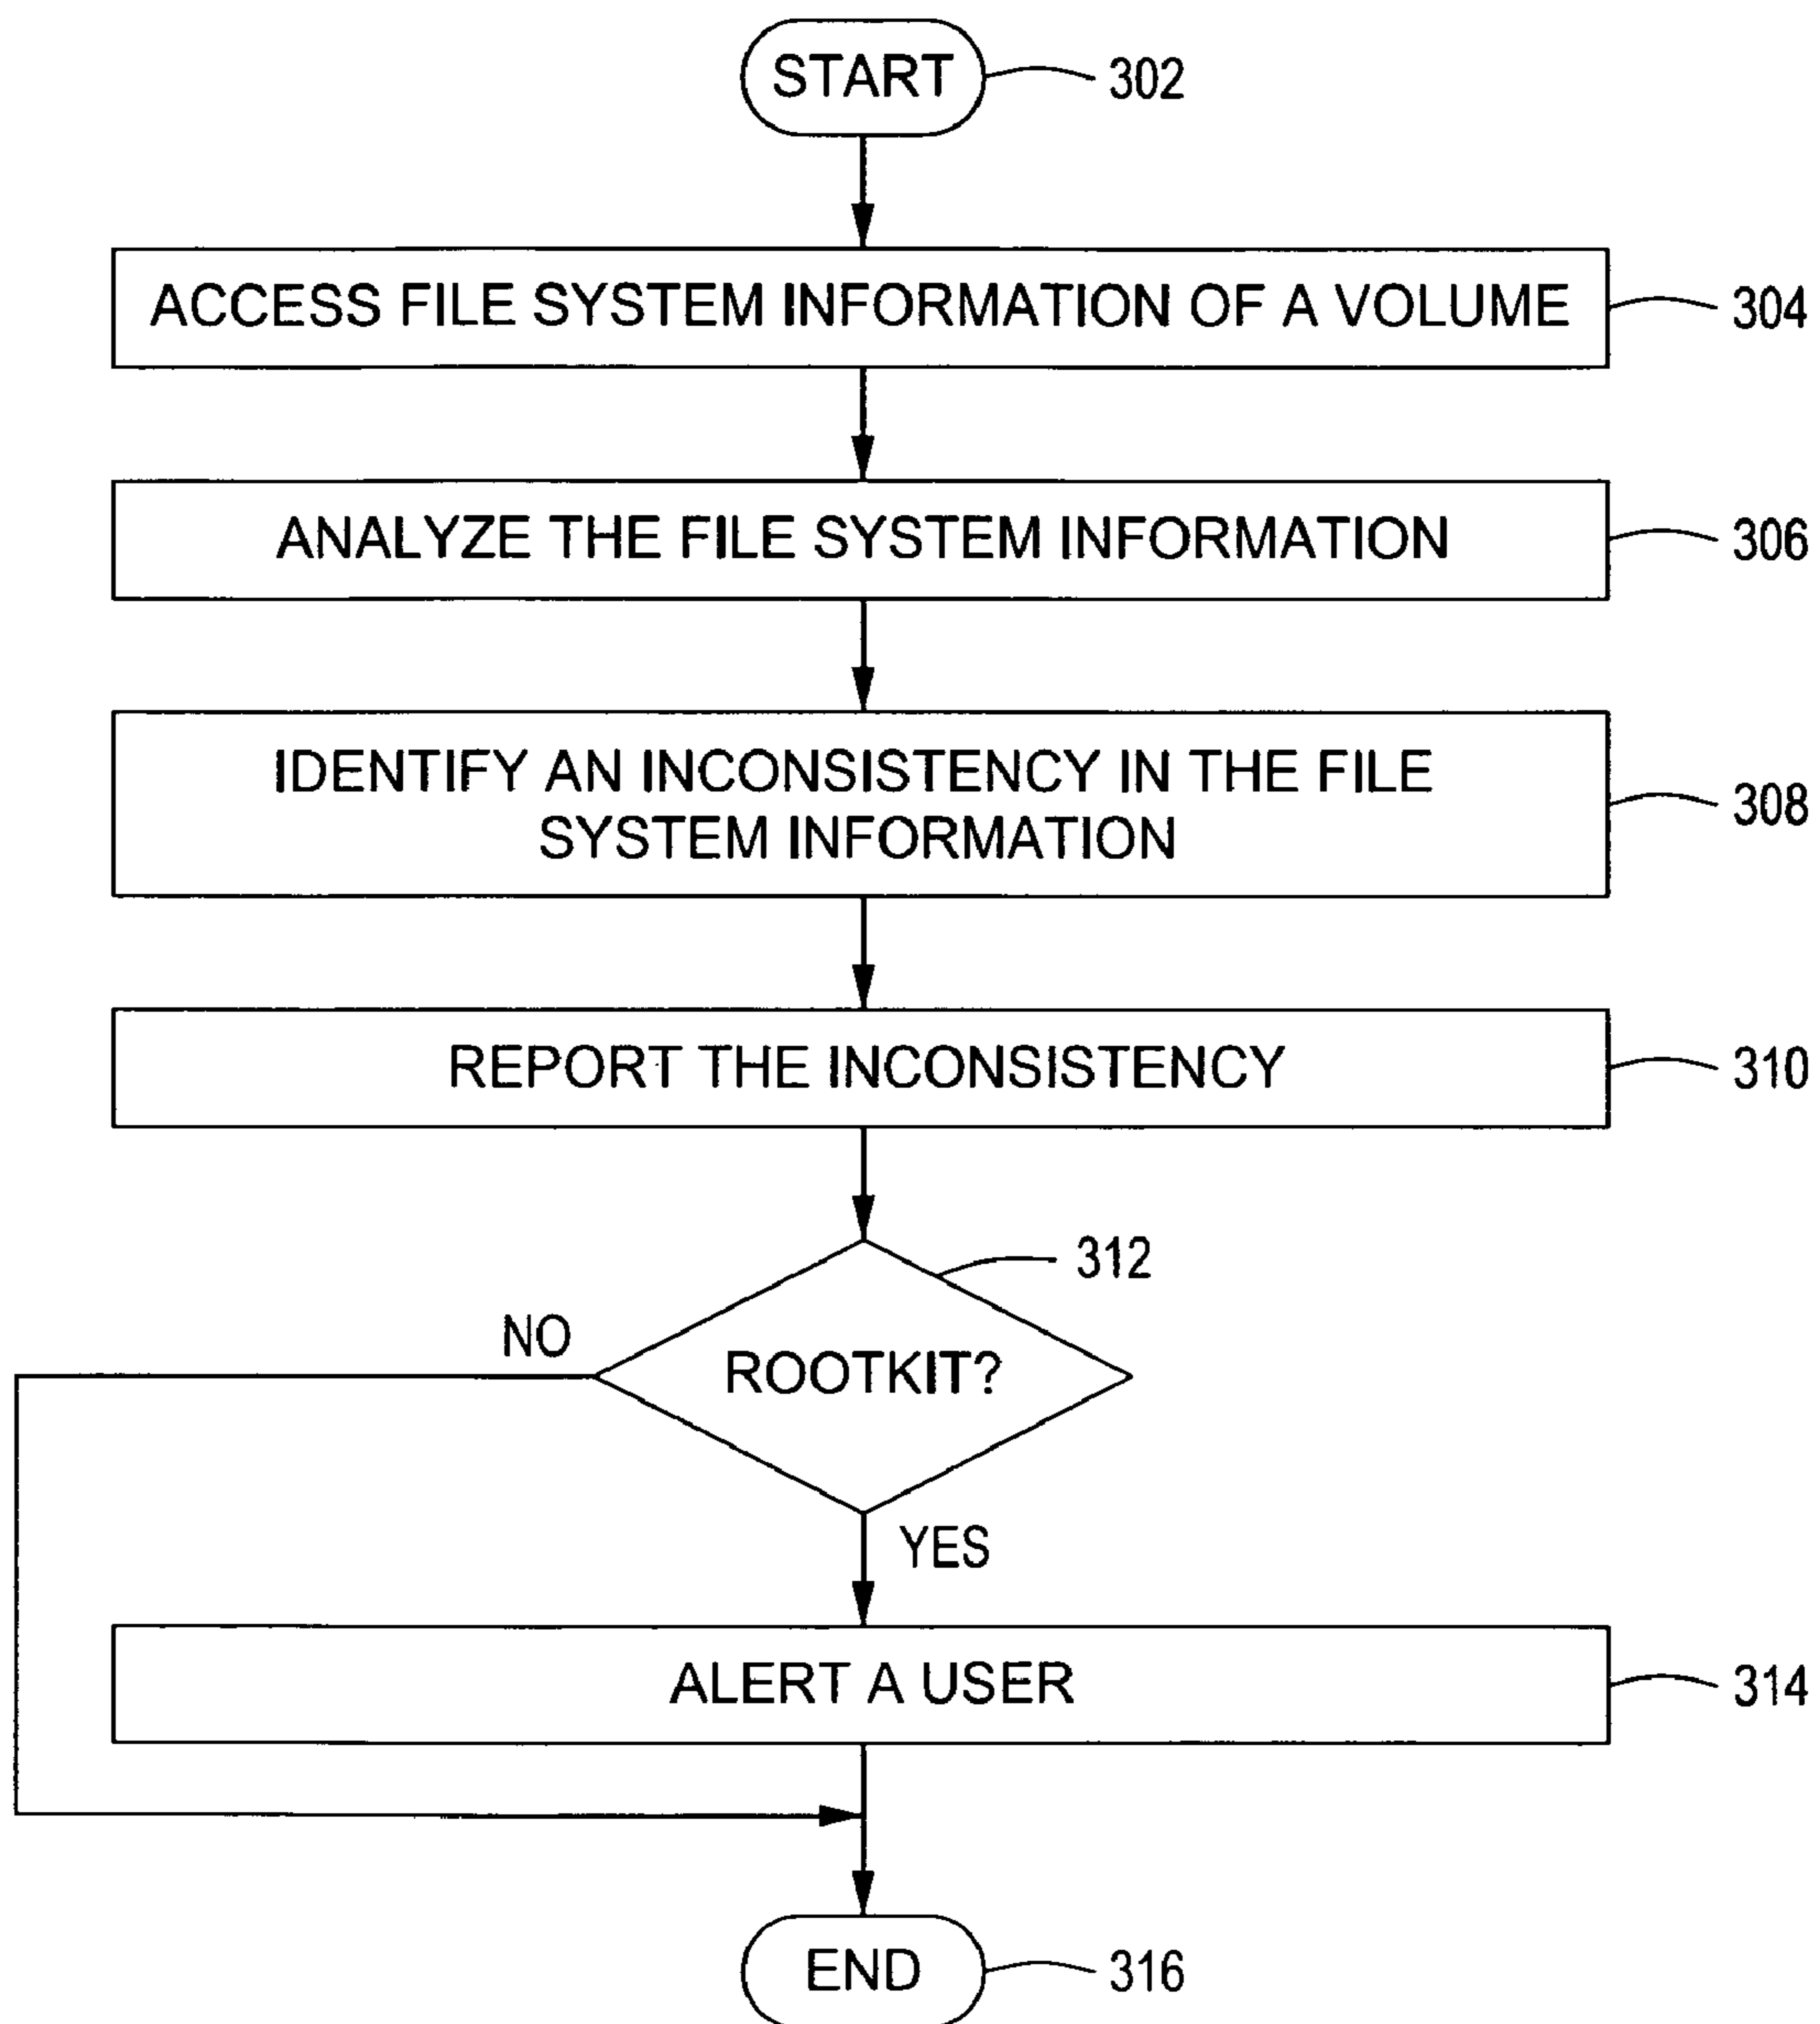 START
302
ACCESS FILE SYSTEM INFORMATION OF A VOLUME
304
ANALYZE THE FILE SYSTEM INFORMATION
306
IDENTIFY AN INCONSISTENCY IN THE FILE
SYSTEM INFORMATION
308
REPORT THE INCONSISTENCY
310
312
NO
ROOTKIT?
YES
ALERT A USER
314
END
316